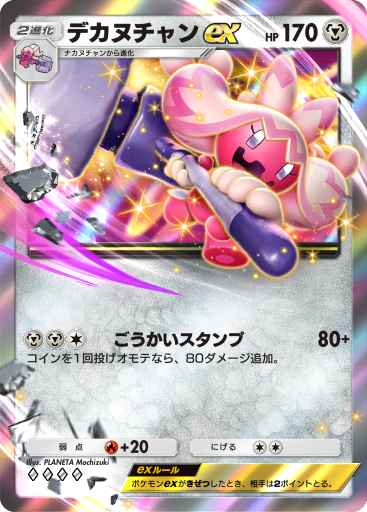 2進化
デカヌチャンex HP 170
ナカヌチャンから進化
ごうかいスタンプ 80+
コインを1回投げオモテなら、80ダメージ追加。
弱点 +20 にげる
Illus. PLANETA Mochizuki
exルール
ポケモンexがきぜつしたとき、相手は2ポイントとる。